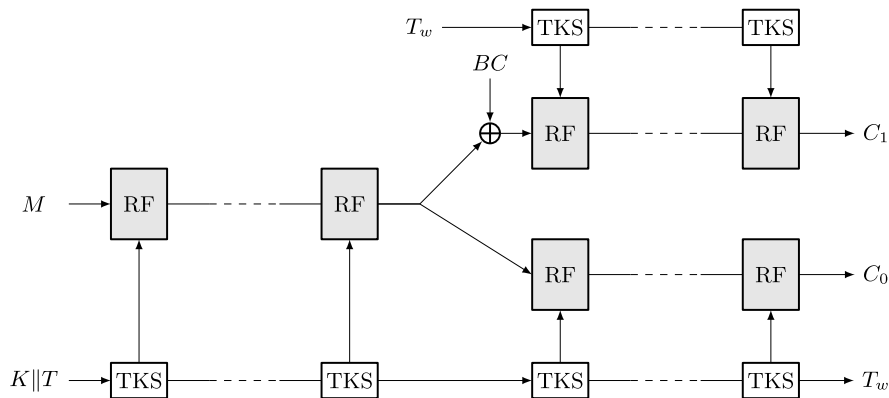 T_w TKS TKS
BC
RF RF C_1
M RF RF
RF RF C_0
K∥T TKS TKS TKS TKS T_w